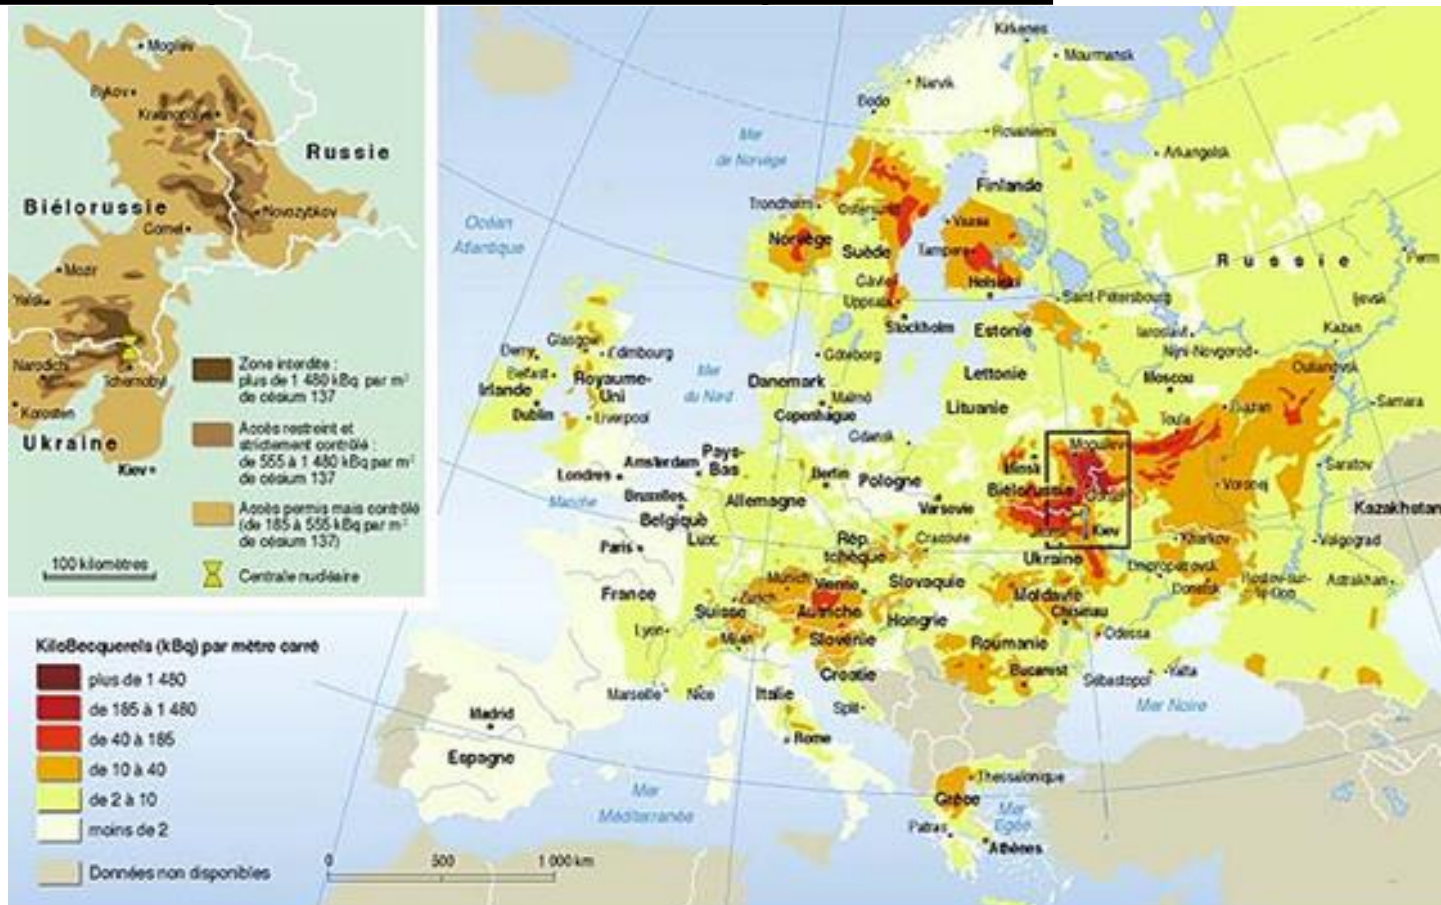 Mogilev
Bykov
Krasnopolye
Russie
Biélorussie
Novozybkov
Gomel
Mozir
Yelsk
Narodichi
Tchernobyl
Korosten
Ukraine
Kiev
Zone interdite :
plus de 1 480 kBq par m²
de césium 137
Accès restreint et
strictement contrôlé :
de 555 à 1 480 kBq par m²
de césium 137
Accès permis mais contrôlé
(de 185 à 555 kBq par m²
de césium 137)
100 kilomètres
Centrale nucléaire
KiloBecquerels (kBq) par mètre carré
plus de 1 480
de 185 à 1 480
de 40 à 185
de 10 à 40
de 2 à 10
moins de 2
Données non disponibles
0 500 1 000 km
Kirkenes
Mourmansk
Narvik
Bodo
Rovaniemi
Mer
de Norvège
Arkangelsk
Finlande
Trondheim
Ostersund
Vaasa
Océan
Atlantique
Norvège
Suède
Tampere
Russie
Perm
Gävle
Helsinki
Uppsala
Saint-Pétersbourg
Ijevsk
Stockholm
Estonie
Iaroslavl
Kazan
Glasgow
Edimbourg
Derry
Göteborg
Nijni-Novgorod
Oulianovsk
Belfast
Mer
du Nord
Lettonie
Moscou
Irlande
Royaume-
Uni
Danemark
Malmö
Samara
Dublin
Liverpool
Copenhague
Lituanie
Toula
Riazan
Gdansk
Moguilev
Londres
Amsterdam
Pays-
Bas
Berlin
Pologne
Minsk
Saratov
Manche
Bruxelles
Allemagne
Biélorussie
Gomel
Voronej
Belgique
Varsovie
Kazakhstan
Paris
Lux.
Rép.
tchèque
Cracovie
Kiev
Kharkov
Volgograd
Ukraine
Dniepropetrovsk
France
Munich
Vienne
Slovaquie
Moldavie
Donetsk
Rostov-sur-
le-Don
Astrakhan
Suisse
Zurich
Autriche
Hongrie
Chisinau
Lyon
Milan
Slovénie
Roumanie
Odessa
Croatie
Bucarest
Sébastopol
Yalta
Marseille
Nice
Italie
Split
Mer Noire
Madrid
Rome
Espagne
Thessalonique
Mer
Méditerranée
Grèce
Mer
Egée
Patras
Athènes